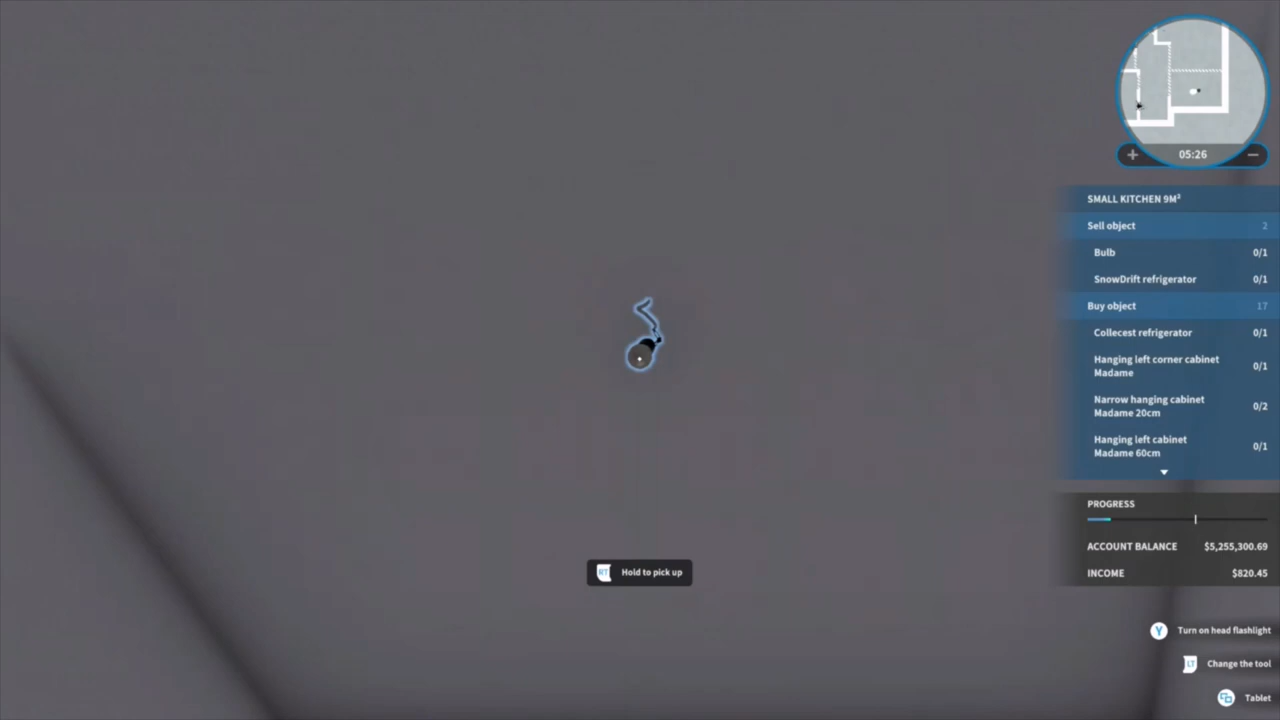 05:26
SMALL KITCHEN 9M²
Sell object 2
Bulb 0/1
SnowDrift refrigerator 0/1
Buy object 17
Collecest refrigerator 0/1
Hanging left corner cabinet
Madame 0/1
Narrow hanging cabinet
Madame 20cm 0/2
Hanging left cabinet
Madame 60cm 0/1
PROGRESS
ACCOUNT BALANCE $5,255,300.69
INCOME $820.45
RT Hold to pick up
Y Turn on head flashlight
LT Change the tool
Tablet